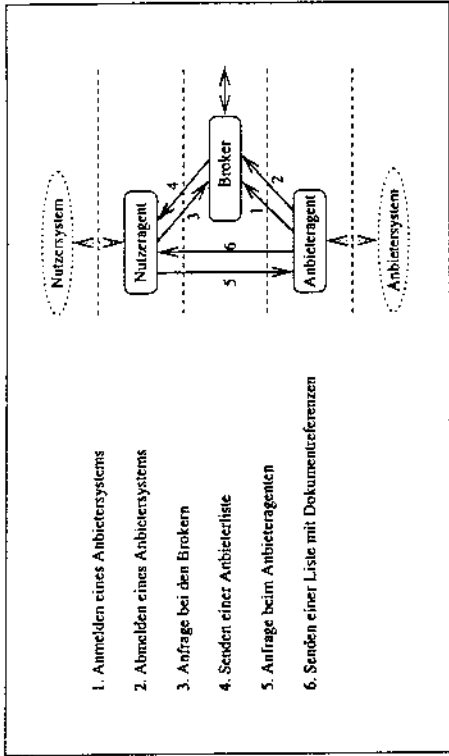 1. Anmelden eines Anbietersystems
2. Abmelden eines Anbietersystems
3. Anfrage bei den Brokern
4. Senden einer Anbieterliste
5. Anfrage beim Anbieteragenten
6. Senden einer Liste mit Dokumentreferenzen
Nutzersystem
Nutzeragent
4
3
Broker
5
6
1
2
Anbieteragent
Anbietersystem